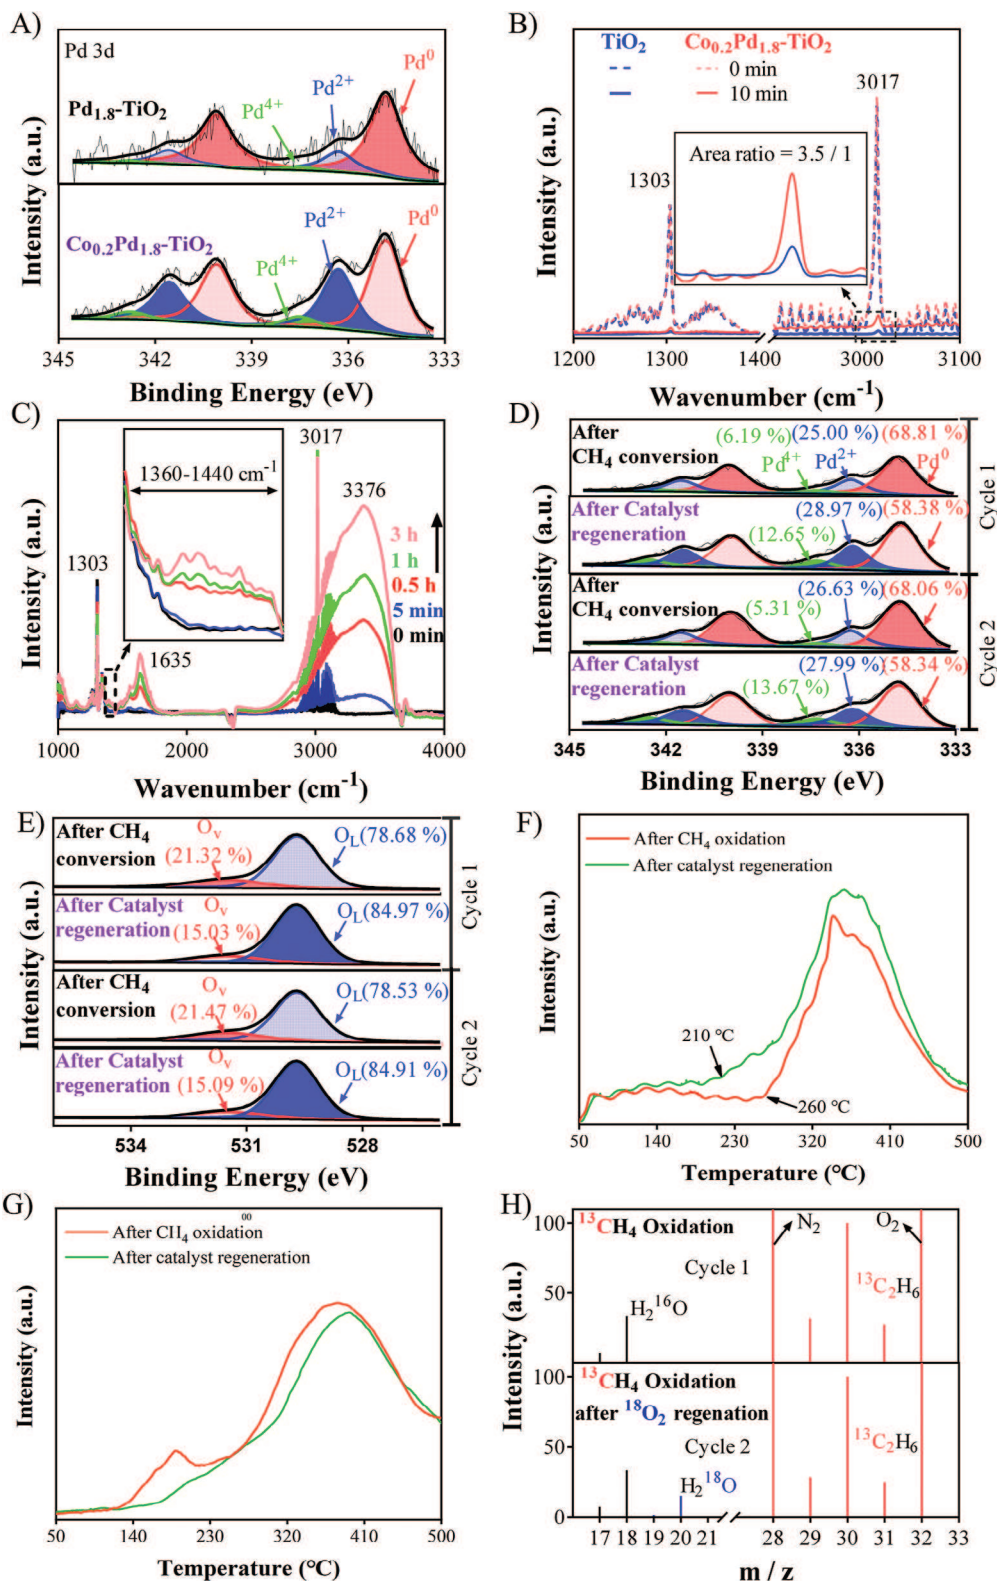 A)
Pd 3d
Pd1.8-TiO2
Pd4+
Pd2+
Pd0
Co0.2Pd1.8-TiO2
Pd4+
Pd2+
Pd0
Intensity (a.u.)
345 342 339 336 333
Binding Energy (eV)
B)
TiO2 Co0.2Pd1.8-TiO2
0 min
10 min
3017
1303
Area ratio = 3.5 / 1
Intensity (a.u.)
1200 1300 1400 3000 3100
Wavenumber (cm-1)
C)
3017
1360-1440 cm-1
3376
1303
1635
3 h
1 h
0.5 h
5 min
0 min
Intensity (a.u.)
1000 2000 3000 4000
Wavenumber (cm-1)
D)
After CH4 conversion
(6.19 %) (25.00 %) (68.81 %)
Pd4+ Pd2+ Pd0
After Catalyst regeneration
(12.65 %) (28.97 %) (58.38 %)
Cycle 1
After CH4 conversion
(5.31 %) (26.63 %) (68.06 %)
After Catalyst regeneration
(13.67 %) (27.99 %) (58.34 %)
Cycle 2
Intensity (a.u.)
345 342 339 336 333
Binding Energy (eV)
E)
After CH4 conversion
Ov (21.32 %)
OL(78.68 %)
After Catalyst regeneration
Ov (15.03 %)
OL(84.97 %)
Cycle 1
After CH4 conversion
Ov (21.47 %)
OL(78.53 %)
After Catalyst regeneration
Ov (15.09 %)
OL(84.91 %)
Cycle 2
Intensity (a.u.)
534 531 528
Binding Energy (eV)
F)
After CH4 oxidation
After catalyst regeneration
210 °C
260 °C
Intensity (a.u.)
50 140 230 320 410 500
Temperature (°C)
G)
00
After CH4 oxidation
After catalyst regeneration
Intensity (a.u.)
50 140 230 320 410 500
Temperature (°C)
H)
100
50
13CH4 Oxidation
N2
O2
Cycle 1
H2 16O
13C2H6
100
50
0
13CH4 Oxidation
after 18O2 regenation
Cycle 2
H2 18O
13C2H6
Intensity (a.u.)
17 18 19 20 21 28 29 30 31 32 33
m / z